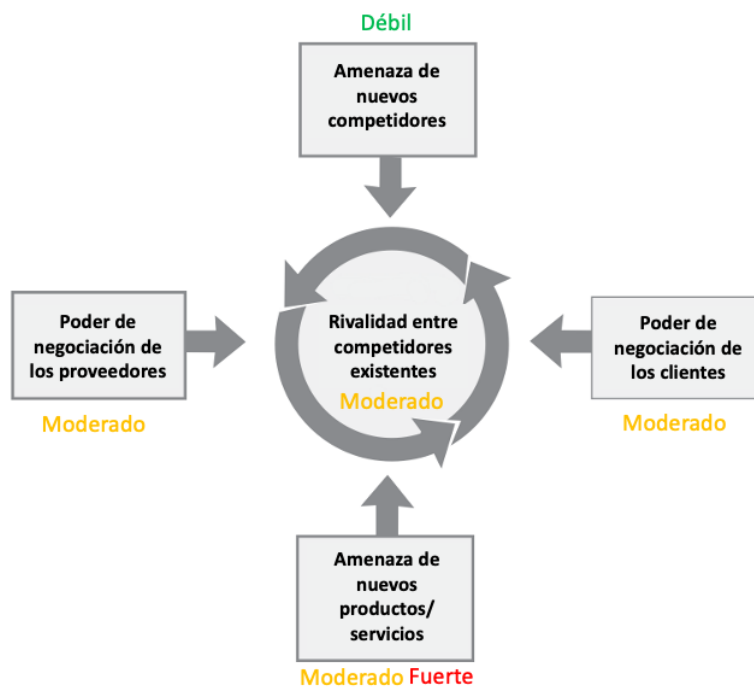 Débil
Amenaza de
nuevos
competidores
Poder de
negociación de
los proveedores
Moderado
Rivalidad entre
competidores
existentes
Moderado
Poder de
negociación de
los clientes
Moderado
Amenaza de
nuevos
productos/
servicios
Moderado Fuerte